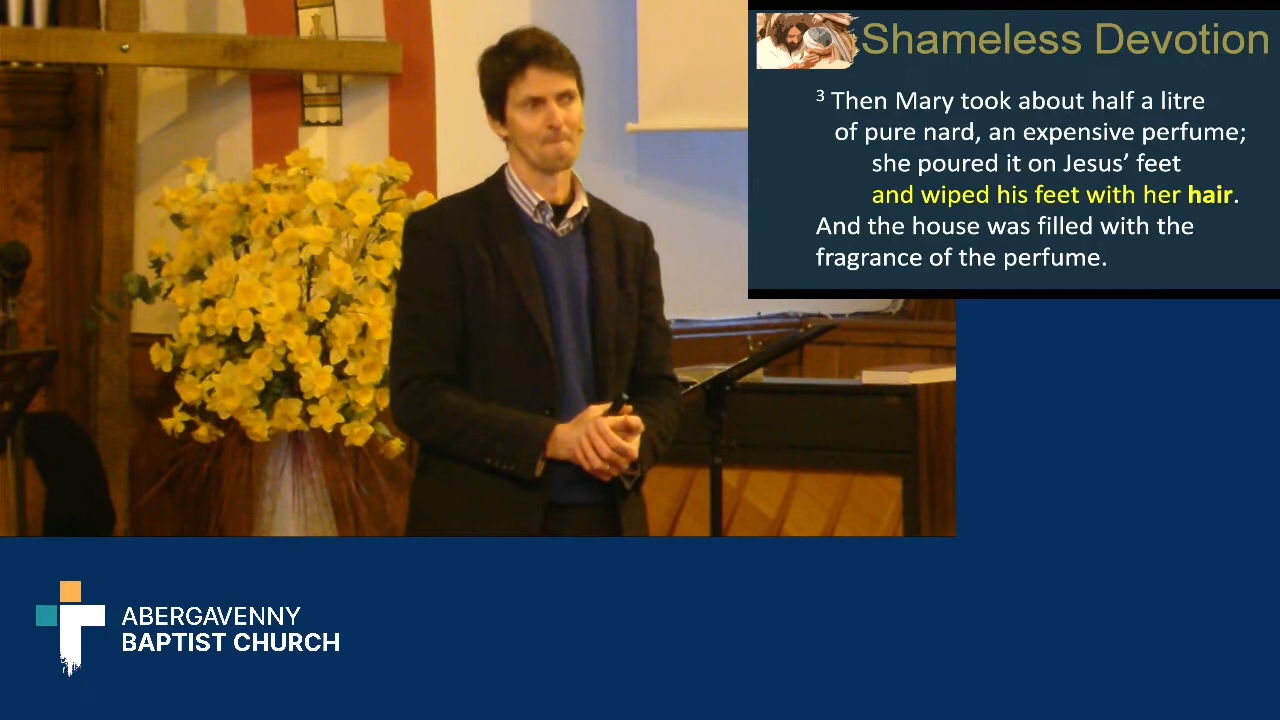 Shameless Devotion
3 Then Mary took about half a litre
of pure nard, an expensive perfume;
she poured it on Jesus’ feet
and wiped his feet with her hair.
And the house was filled with the
fragrance of the perfume.
ABERGAVENNY
BAPTIST CHURCH